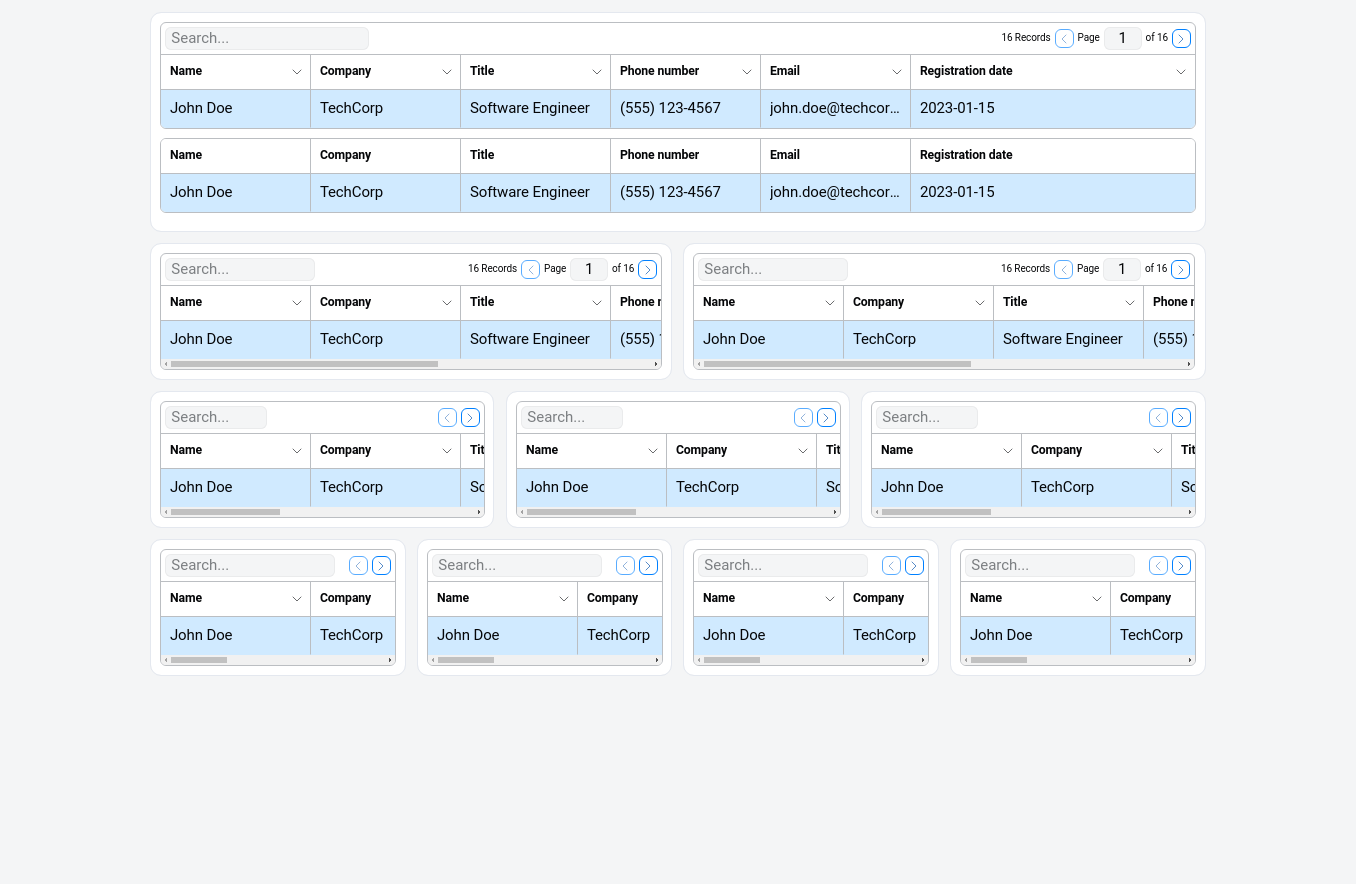 Search... 16 Records Page 1 of 16
Name Company Title Phone number Email Registration date
John Doe TechCorp Software Engineer (555) 123-4567 john.doe@techcor... 2023-01-15
Name Company Title Phone number Email Registration date
John Doe TechCorp Software Engineer (555) 123-4567 john.doe@techcor... 2023-01-15
Search... 16 Records Page 1 of 16 Search... 16 Records Page 1 of 16
Name Company Title Phone Name Company Title Phone
John Doe TechCorp Software Engineer (555) John Doe TechCorp Software Engineer (555)
Search... Search... Search...
Name Company Tit Name Company Tit Name Company Tit
John Doe TechCorp So John Doe TechCorp So John Doe TechCorp So
Search... Search... Search... Search...
Name Company Name Company Name Company Name Company
John Doe TechCorp John Doe TechCorp John Doe TechCorp John Doe TechCorp